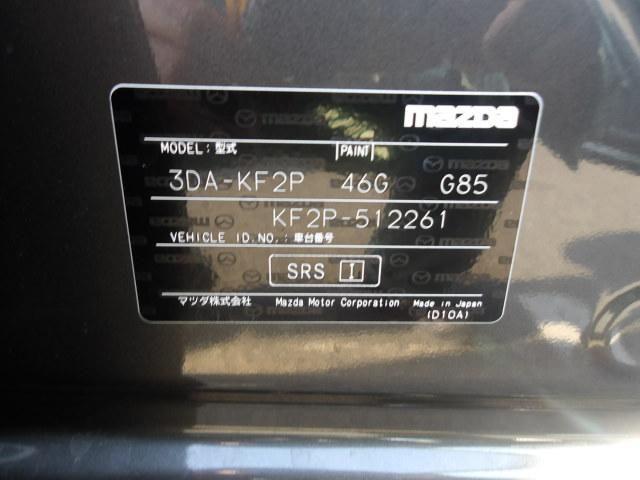 mazda
MODEL: 型式 PAINT
3DA-KF2P 46G G85
KF2P-512261
VEHICLE ID.NO.: 車台番号
SRS I
マツダ株式会社 Mazda Motor Corporation Made in Japan
(D10A)